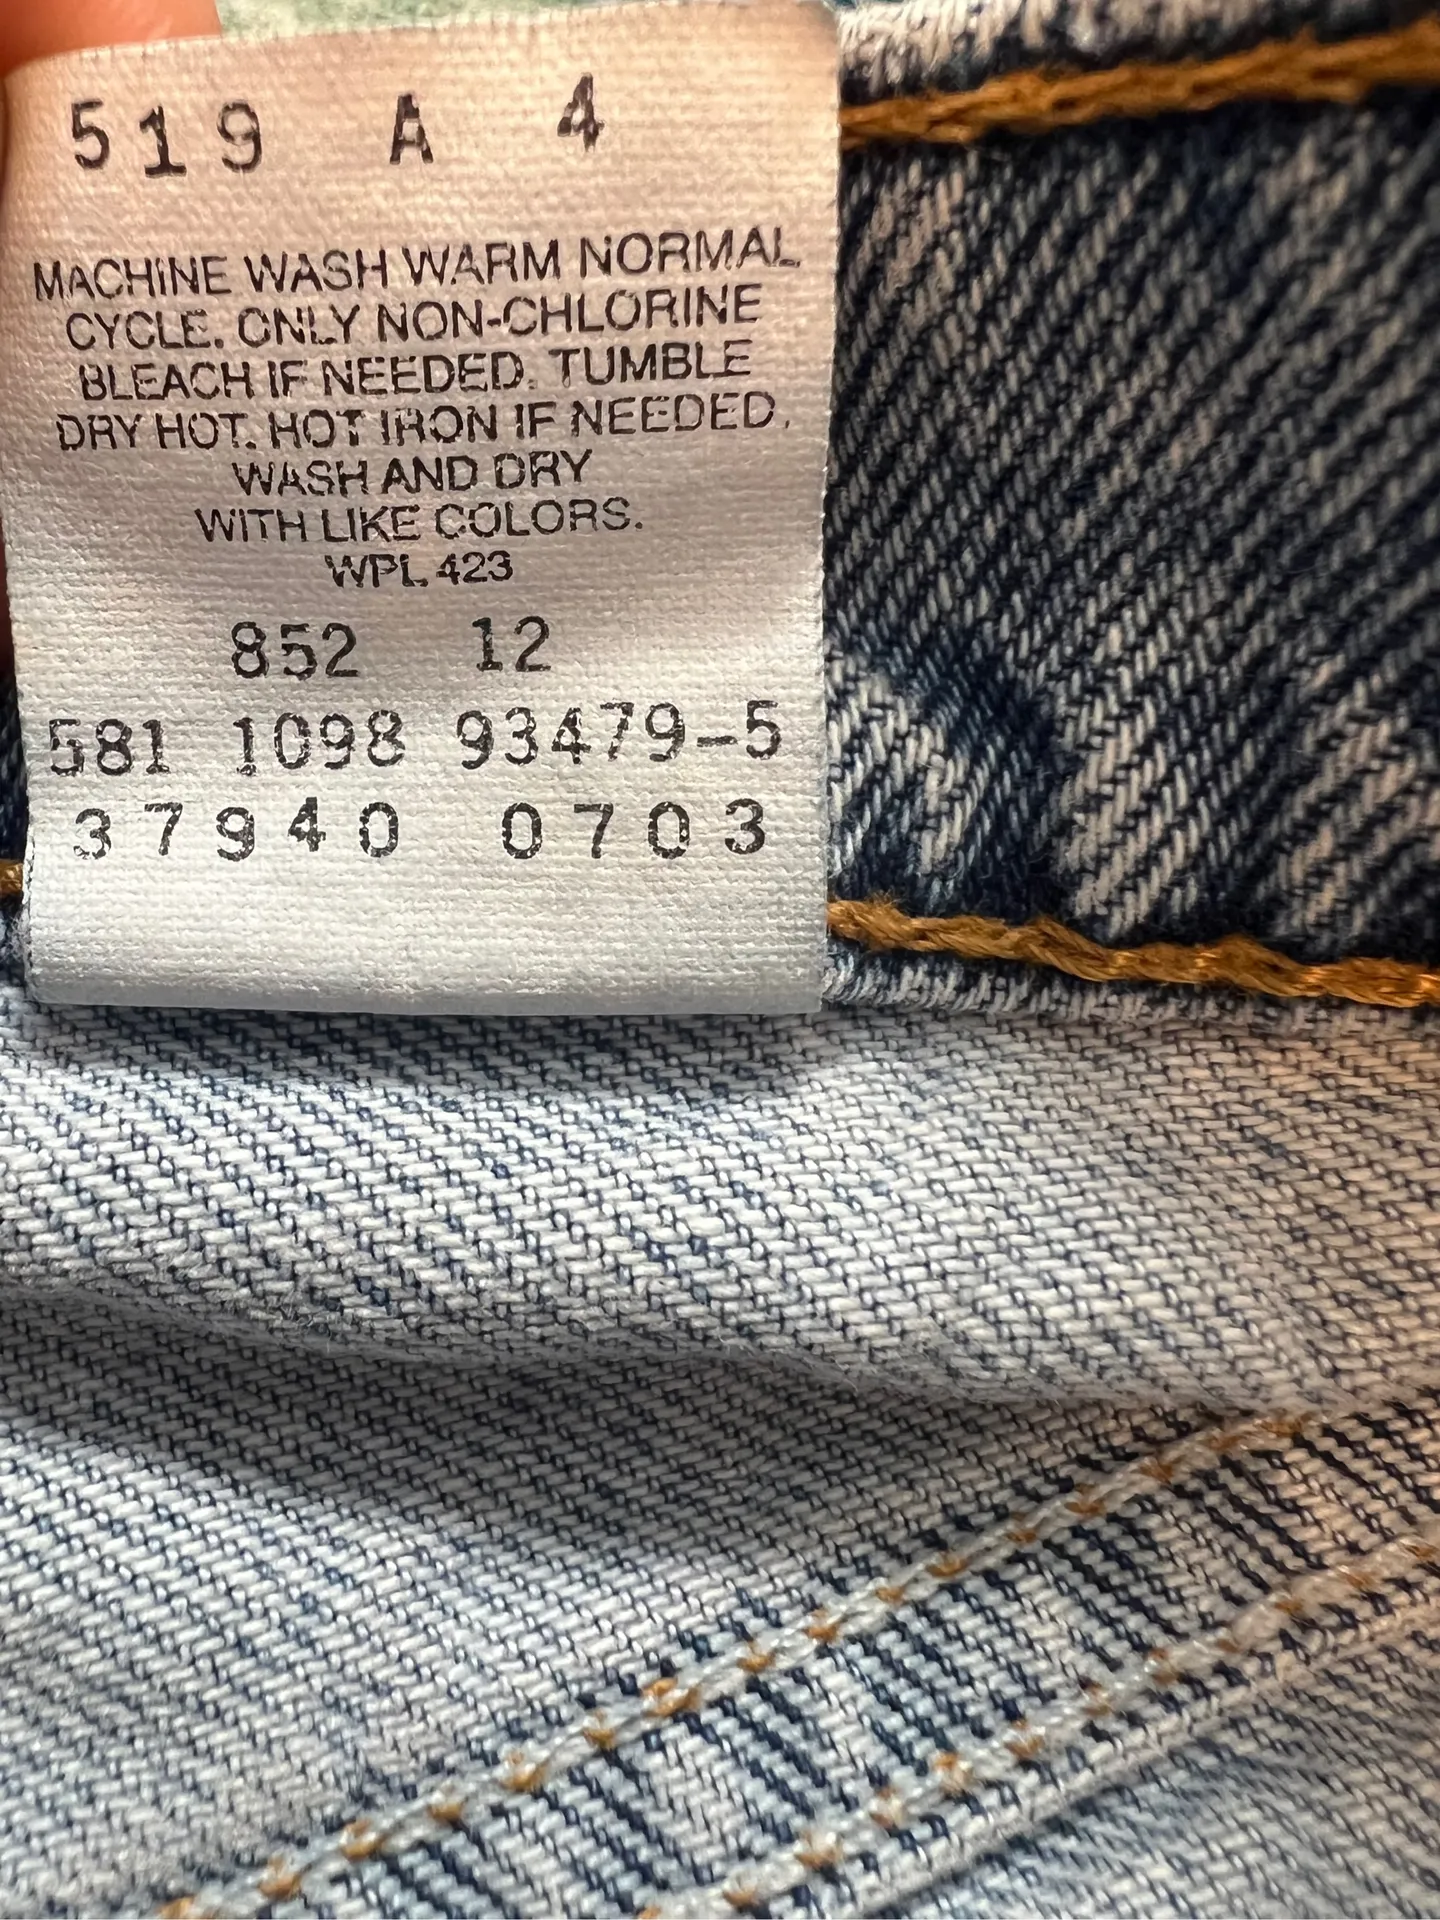 519 A 4
MACHINE WASH WARM NORMAL
CYCLE. ONLY NON-CHLORINE
BLEACH IF NEEDED. TUMBLE
DRY HOT. HOT IRON IF NEEDED.
WASH AND DRY
WITH LIKE COLORS.
WPL 423
852 12
581 1098 93479-5
37940 0703